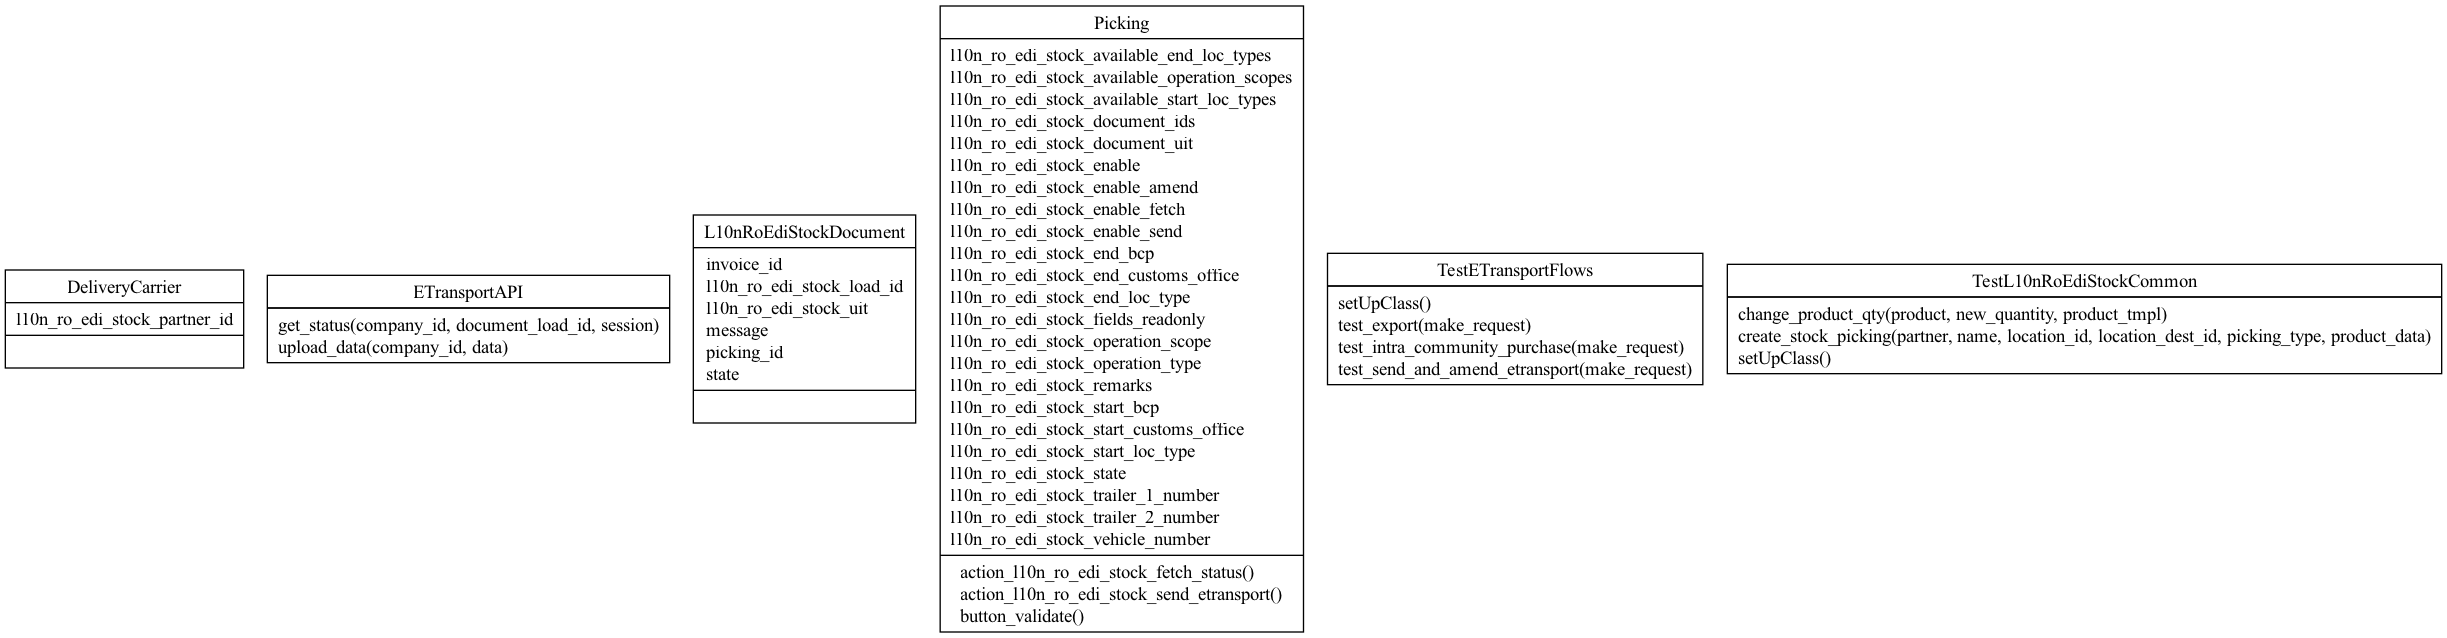 DeliveryCarrier
l10n_ro_edi_stock_partner_id
ETransportAPI
get_status(company_id, document_load_id, session)
upload_data(company_id, data)
L10nRoEdiStockDocument
invoice_id
l10n_ro_edi_stock_load_id
l10n_ro_edi_stock_uit
message
picking_id
state
Picking
l10n_ro_edi_stock_available_end_loc_types
l10n_ro_edi_stock_available_operation_scopes
l10n_ro_edi_stock_available_start_loc_types
l10n_ro_edi_stock_document_ids
l10n_ro_edi_stock_document_uit
l10n_ro_edi_stock_enable
l10n_ro_edi_stock_enable_amend
l10n_ro_edi_stock_enable_fetch
l10n_ro_edi_stock_enable_send
l10n_ro_edi_stock_end_bcp
l10n_ro_edi_stock_end_customs_office
l10n_ro_edi_stock_end_loc_type
l10n_ro_edi_stock_fields_readonly
l10n_ro_edi_stock_operation_scope
l10n_ro_edi_stock_operation_type
l10n_ro_edi_stock_remarks
l10n_ro_edi_stock_start_bcp
l10n_ro_edi_stock_start_customs_office
l10n_ro_edi_stock_start_loc_type
l10n_ro_edi_stock_state
l10n_ro_edi_stock_trailer_1_number
l10n_ro_edi_stock_trailer_2_number
l10n_ro_edi_stock_vehicle_number
action_l10n_ro_edi_stock_fetch_status()
action_l10n_ro_edi_stock_send_etransport()
button_validate()
TestETransportFlows
setUpClass()
test_export(make_request)
test_intra_community_purchase(make_request)
test_send_and_amend_etransport(make_request)
TestL10nRoEdiStockCommon
change_product_qty(product, new_quantity, product_tmpl)
create_stock_picking(partner, name, location_id, location_dest_id, picking_type, product_data)
setUpClass()